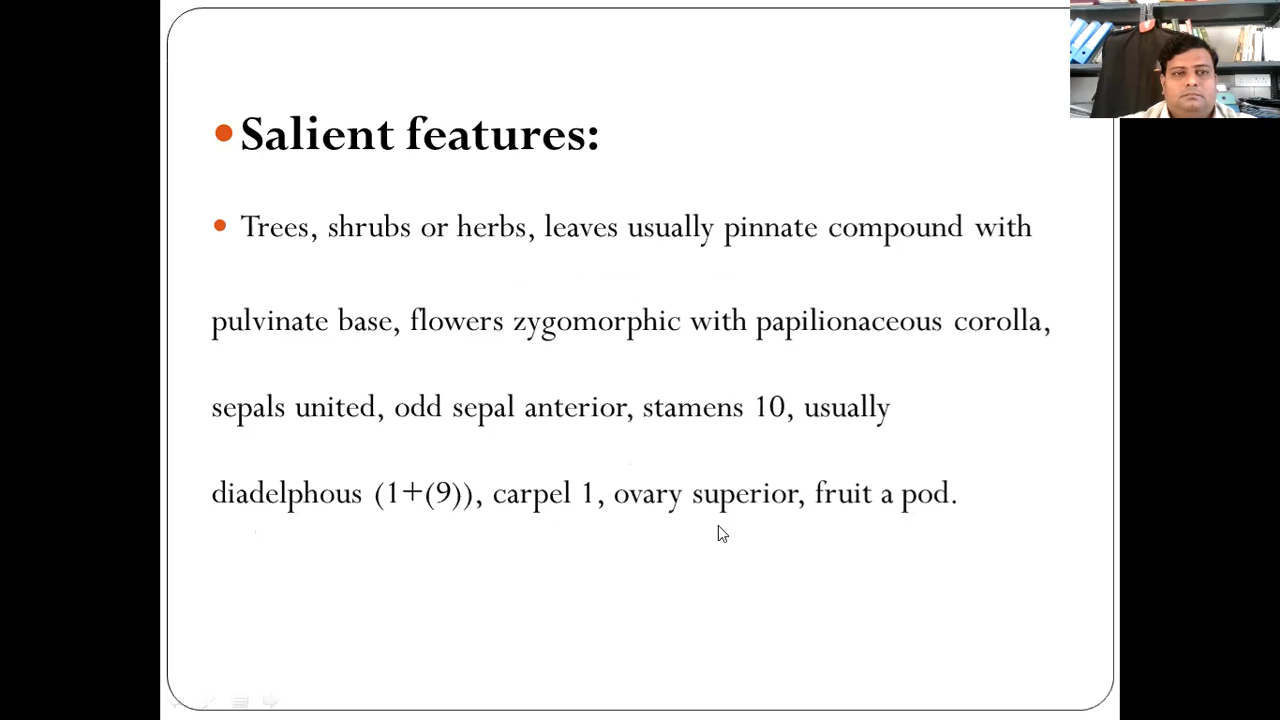 •Salient features:
• Trees, shrubs or herbs, leaves usually pinnate compound with
pulvinate base, flowers zygomorphic with papilionaceous corolla,
sepals united, odd sepal anterior, stamens 10, usually
diadelphous (1+(9)), carpel 1, ovary superior, fruit a pod.